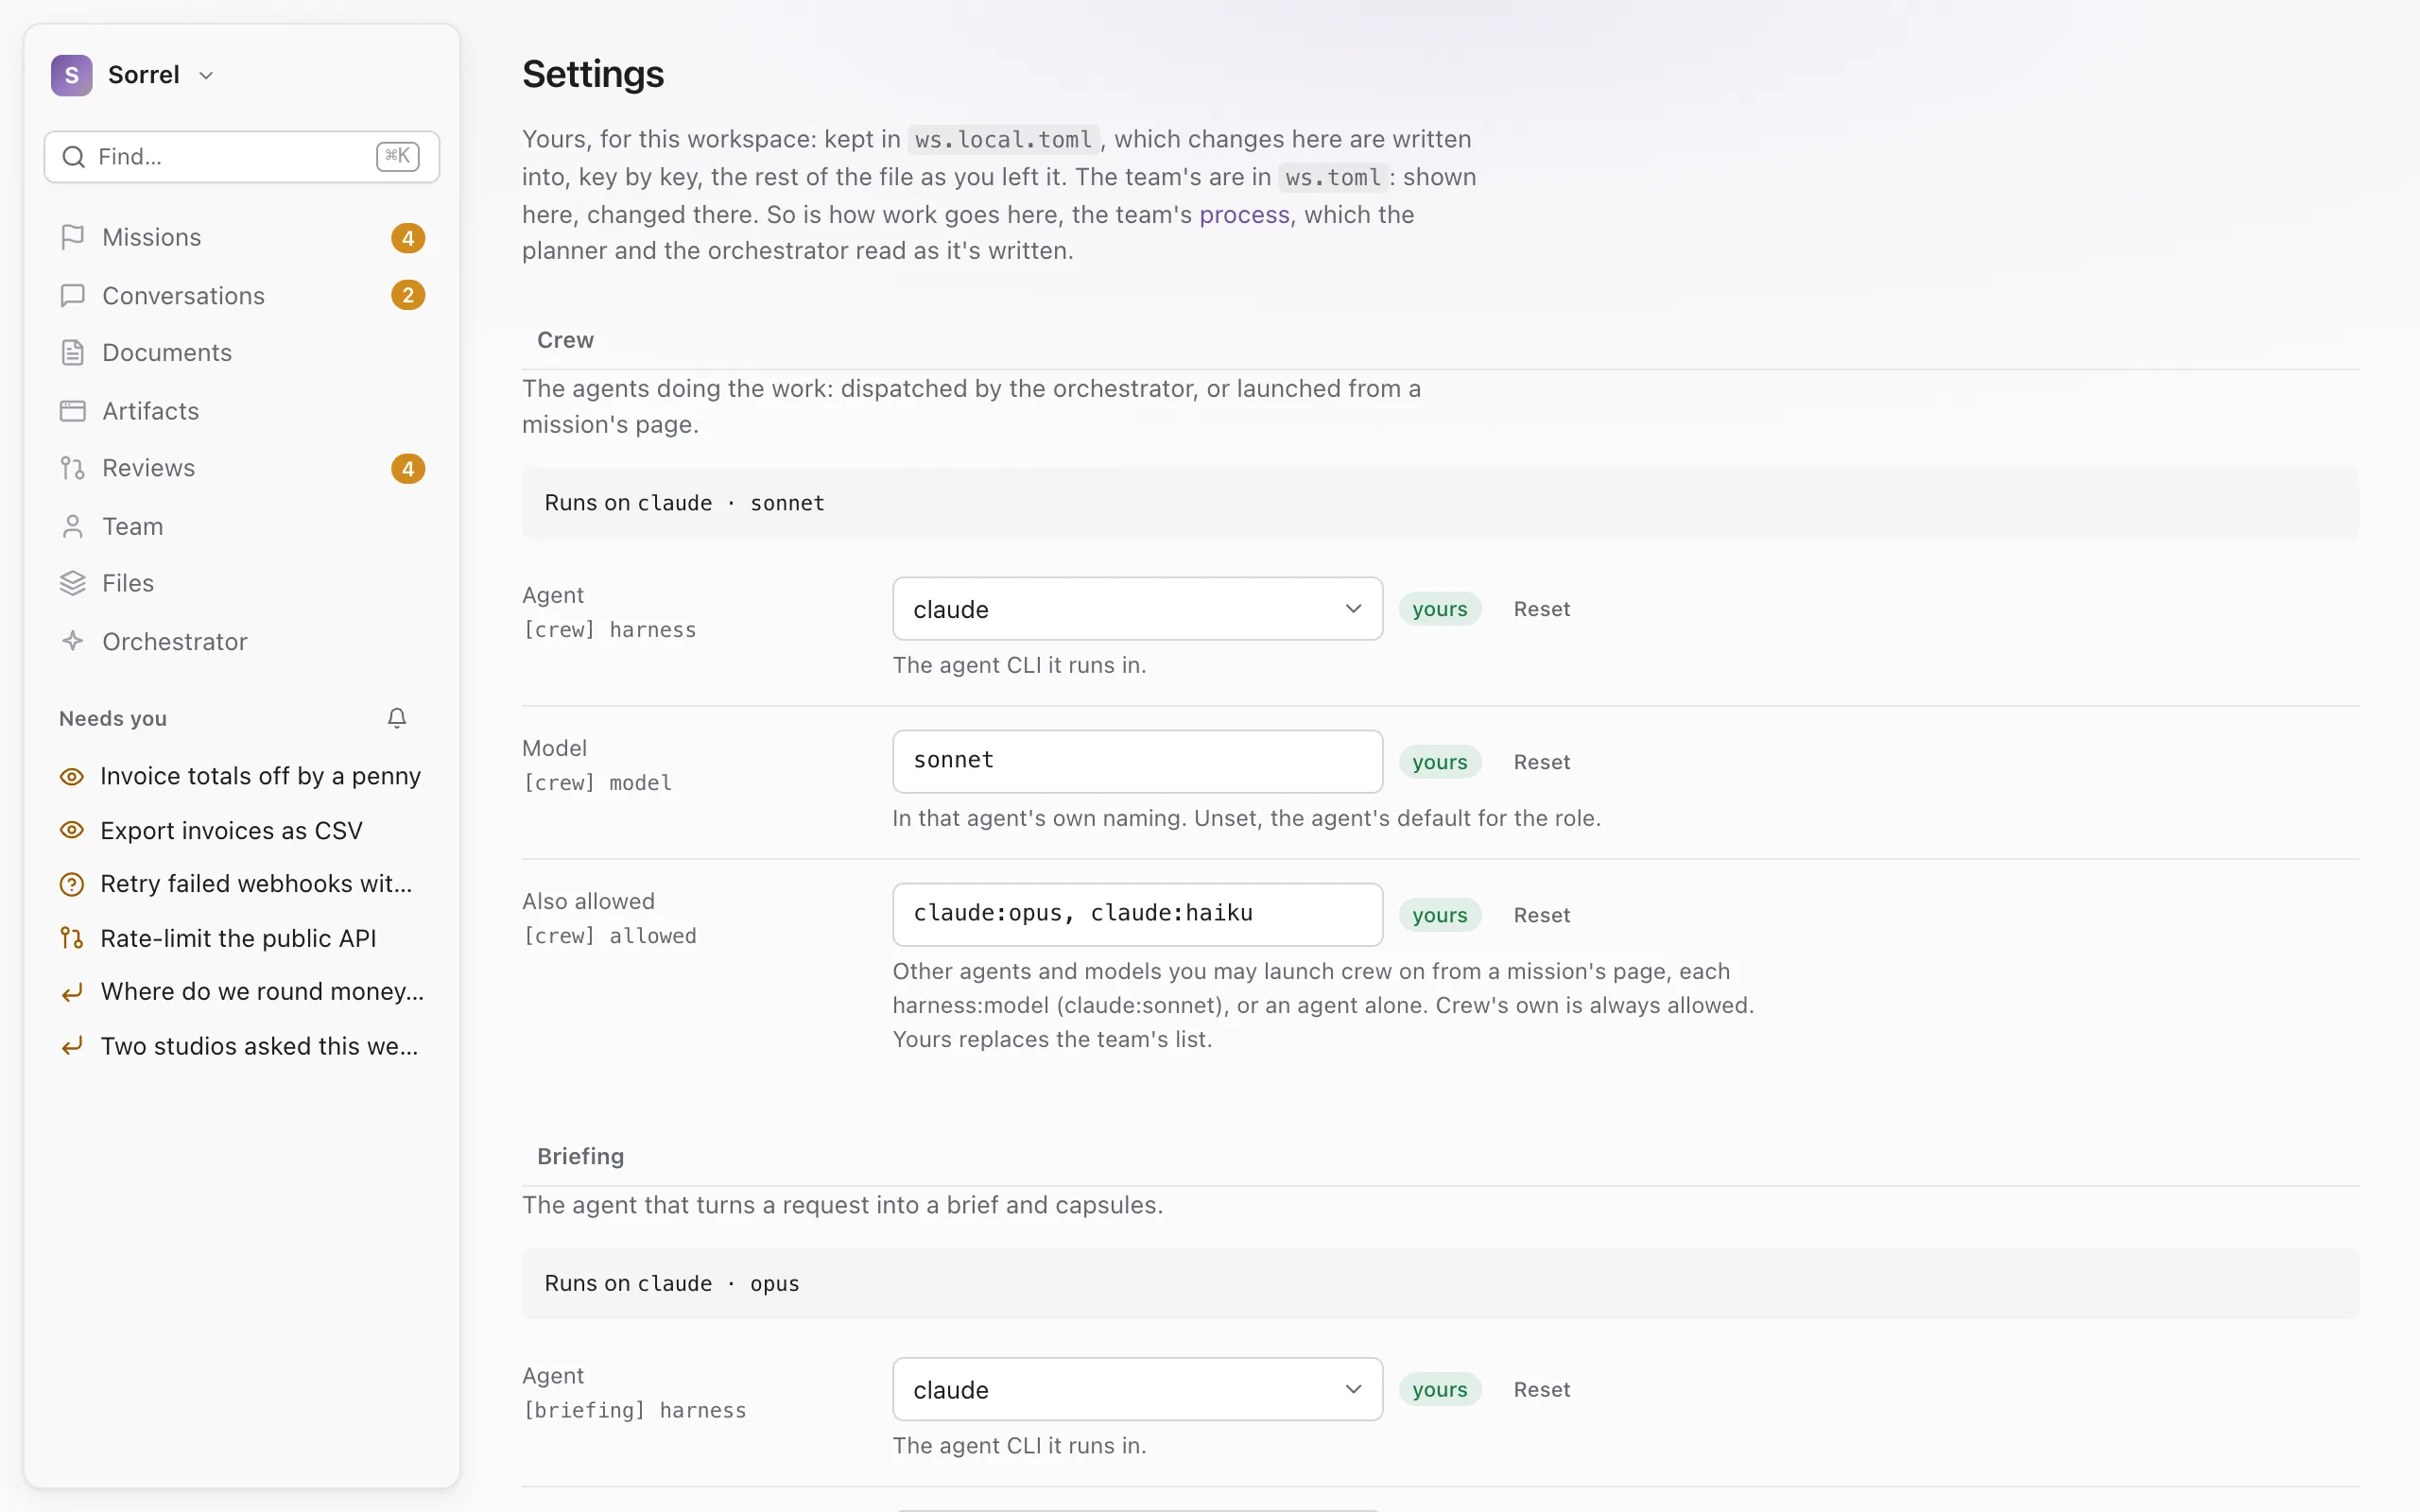 S Sorrel
Find... ⌘K
Missions 4
Conversations 2
Documents
Artifacts
Reviews 4
Team
Files
Orchestrator
Needs you
Invoice totals off by a penny
Export invoices as CSV
Retry failed webhooks wit...
Rate-limit the public API
Where do we round money...
Two studios asked this we...
Settings
Yours, for this workspace: kept in ws.local.toml, which changes here are written
into, key by key, the rest of the file as you left it. The team's are in ws.toml: shown
here, changed there. So is how work goes here, the team's process, which the
planner and the orchestrator read as it's written.
Crew
The agents doing the work: dispatched by the orchestrator, or launched from a
mission's page.
Runs on claude · sonnet
Agent
[crew] harness
claude yours Reset
The agent CLI it runs in.
Model
[crew] model
sonnet yours Reset
In that agent's own naming. Unset, the agent's default for the role.
Also allowed
[crew] allowed
claude:opus, claude:haiku yours Reset
Other agents and models you may launch crew on from a mission's page, each
harness:model (claude:sonnet), or an agent alone. Crew's own is always allowed.
Yours replaces the team's list.
Briefing
The agent that turns a request into a brief and capsules.
Runs on claude · opus
Agent
[briefing] harness
claude yours Reset
The agent CLI it runs in.